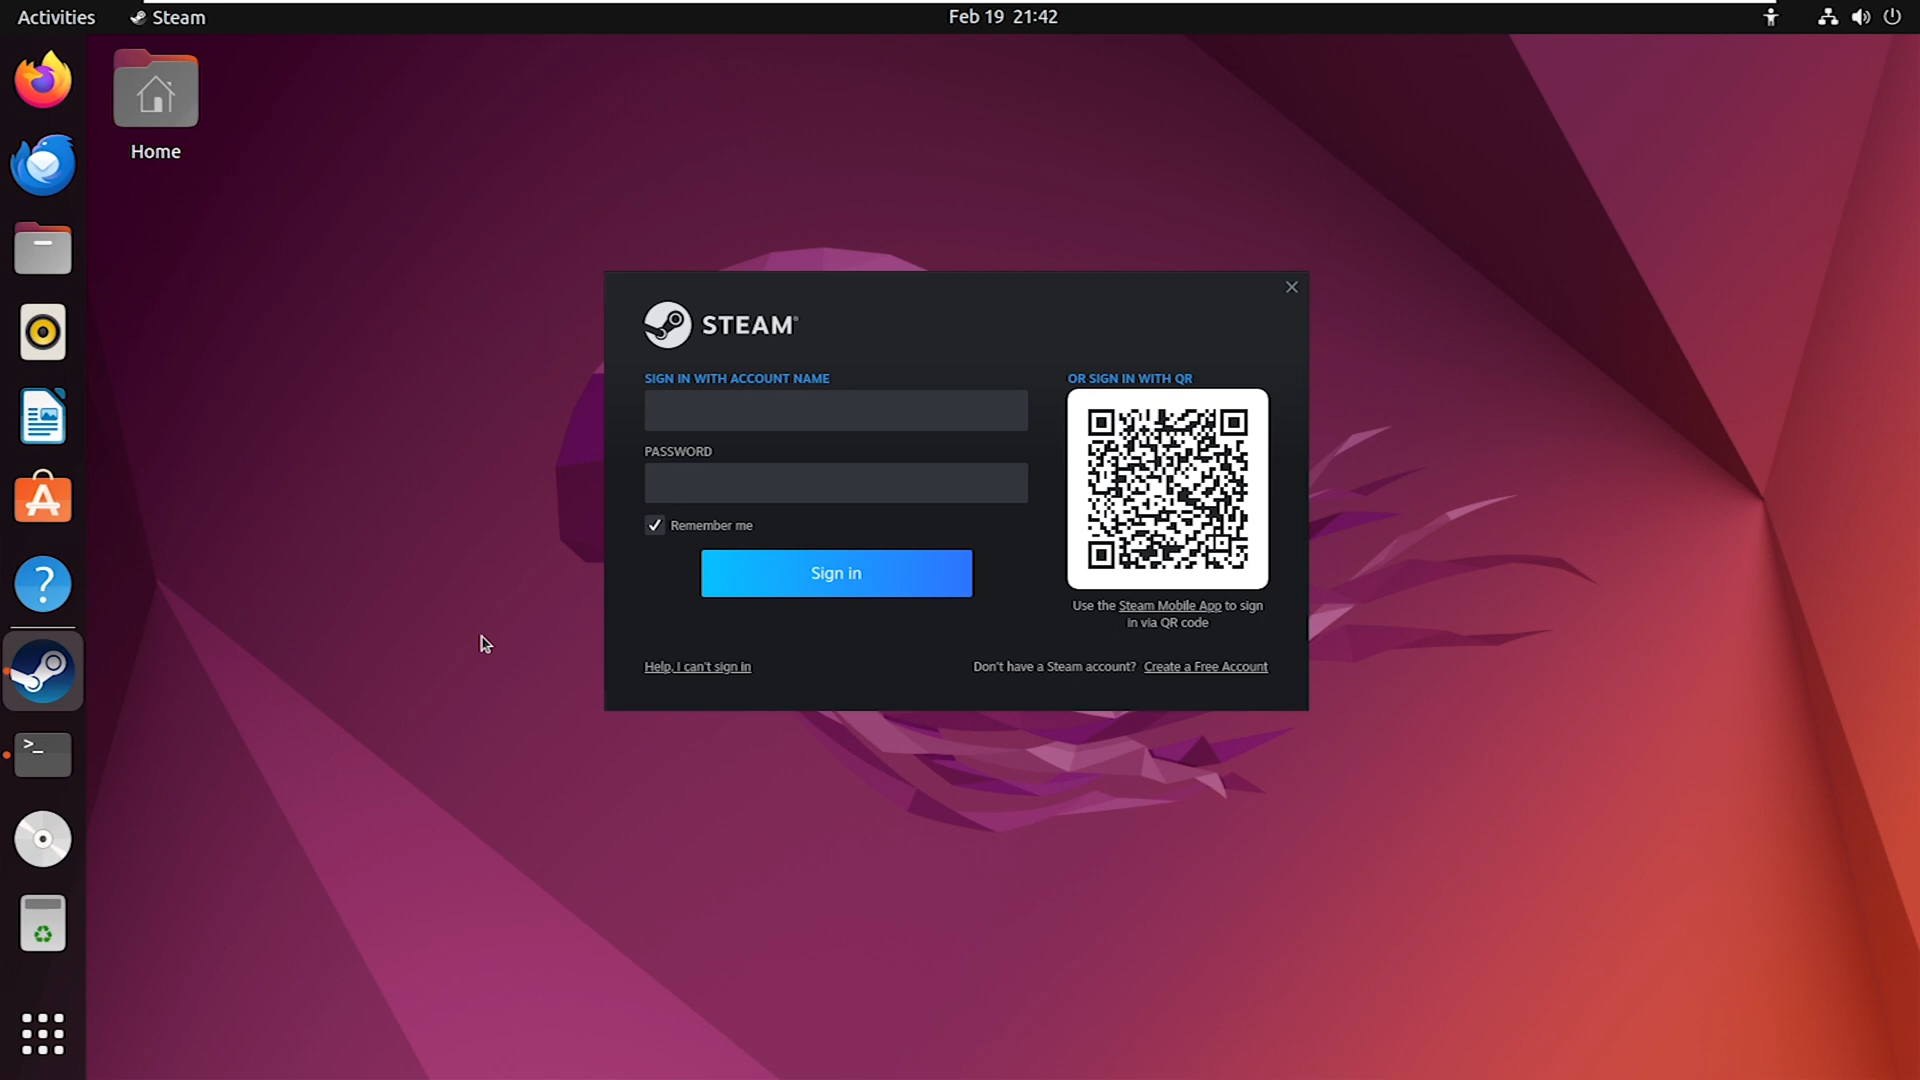 Activities
Steam
Feb 19 21:42
Home
STEAM®
SIGN IN WITH ACCOUNT NAME
PASSWORD
Remember me
Sign in
Help, I can't sign in
OR SIGN IN WITH QR
Use the Steam Mobile App to sign
in via QR code
Don't have a Steam account? Create a Free Account